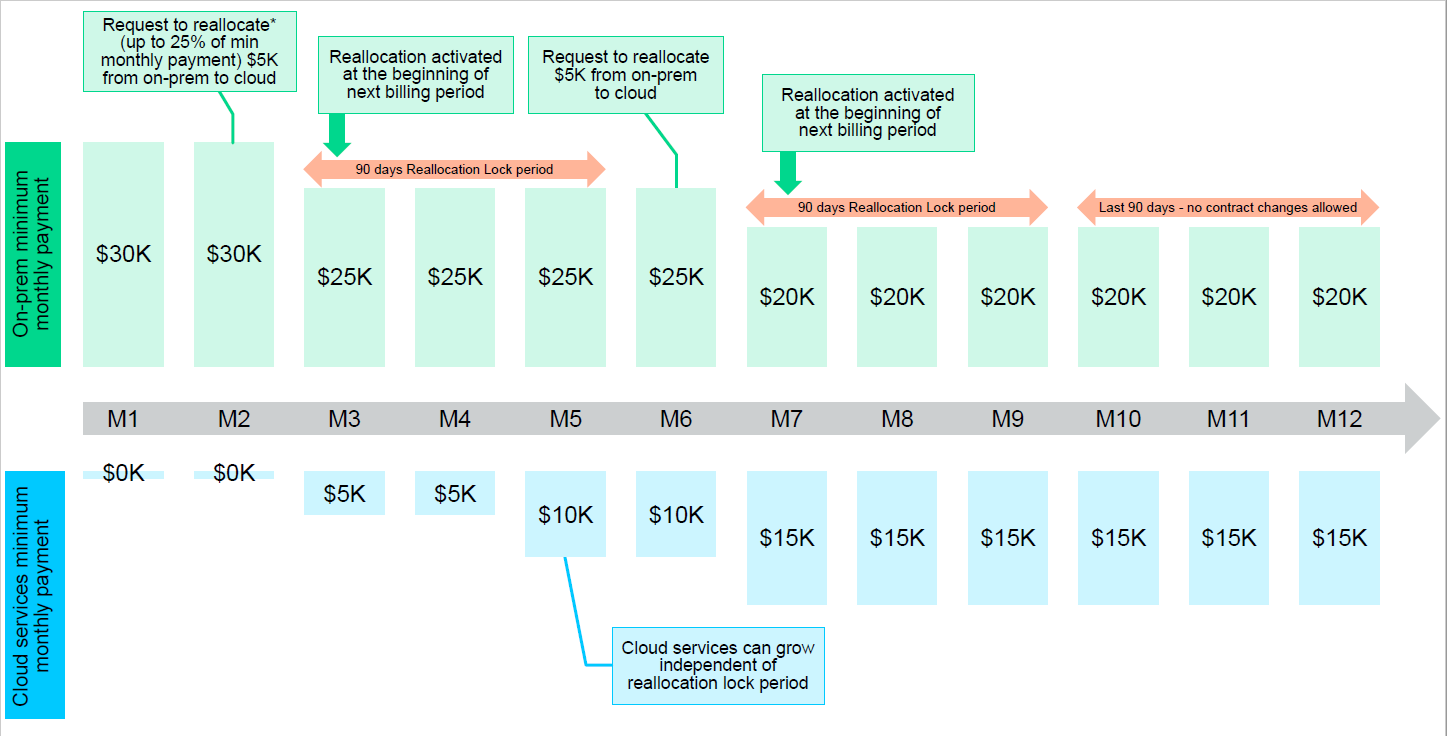 Request to reallocate*
(up to 25% of min
monthly payment) $5K
from on-prem to cloud
Reallocation activated
at the beginning of
next billing period
Request to reallocate
$5K from on-prem
to cloud
Reallocation activated
at the beginning of
next billing period
90 days Reallocation Lock period
90 days Reallocation Lock period
Last 90 days - no contract changes allowed
On-prem minimum
monthly payment
$30K
$30K
$25K
$25K
$25K
$25K
$20K
$20K
$20K
$20K
$20K
$20K
M1
M2
M3
M4
M5
M6
M7
M8
M9
M10
M11
M12
Cloud services minimum
monthly payment
$0K
$0K
$5K
$5K
$10K
$10K
$15K
$15K
$15K
$15K
$15K
$15K
Cloud services can grow
independent of
reallocation lock period